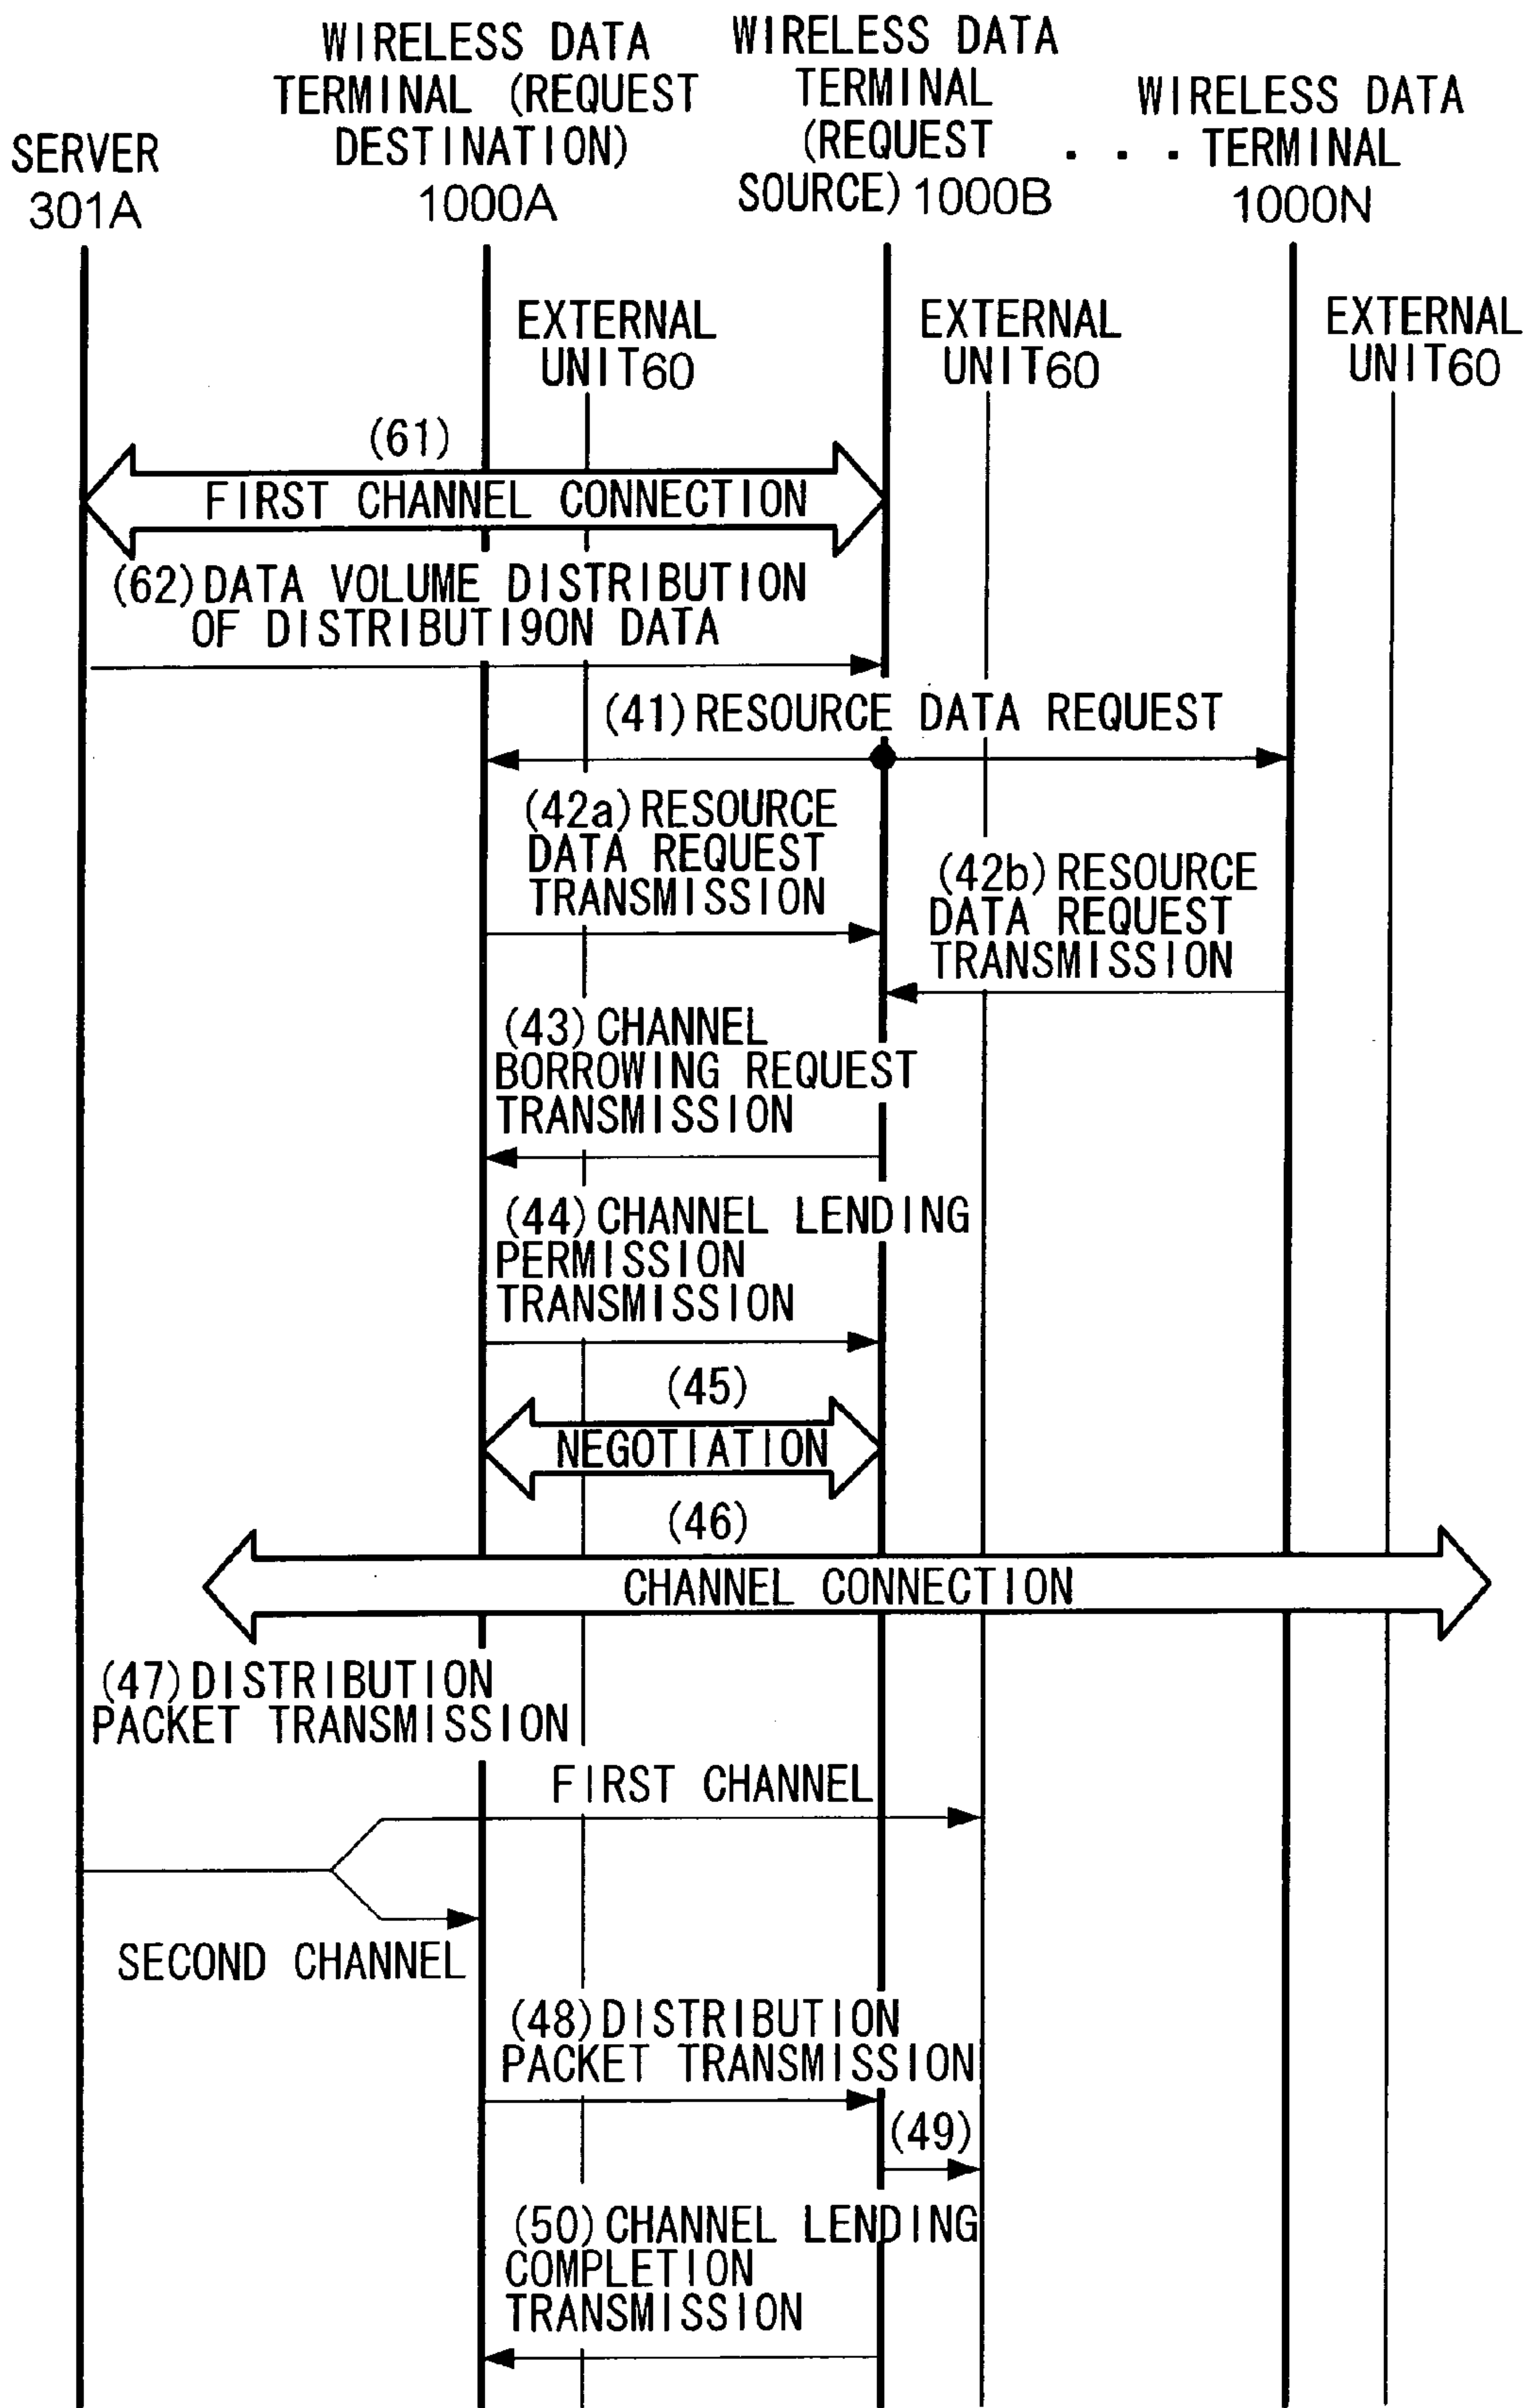 SERVER
301A
WIRELESS DATA
TERMINAL (REQUEST
DESTINATION)
1000A
WIRELESS DATA
TERMINAL
(REQUEST
SOURCE) 1000B
. . .
WIRELESS DATA
TERMINAL
1000N
EXTERNAL
UNIT60
EXTERNAL
UNIT60
EXTERNAL
UNIT60
(61)
FIRST CHANNEL CONNECTION
(62) DATA VOLUME DISTRIBUTION
OF DISTRIBUTI9ON DATA
(41) RESOURCE DATA REQUEST
(42a) RESOURCE
DATA REQUEST
TRANSMISSION
(42b) RESOURCE
DATA REQUEST
TRANSMISSION
(43) CHANNEL
BORROWING REQUEST
TRANSMISSION
(44) CHANNEL LENDING
PERMISSION
TRANSMISSION
(45)
NEGOTIATION
(46)
CHANNEL CONNECTION
(47) DISTRIBUTION
PACKET TRANSMISSION
FIRST CHANNEL
SECOND CHANNEL
(48) DISTRIBUTION
PACKET TRANSMISSION
(49)
(50) CHANNEL LENDING
COMPLETION
TRANSMISSION